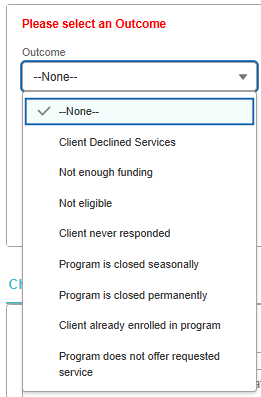 Please select an Outcome
Outcome
--None--
--None--
Client Declined Services
Not enough funding
Not eligible
Client never responded
Program is closed seasonally
Program is closed permanently
Client already enrolled in program
Program does not offer requested
service